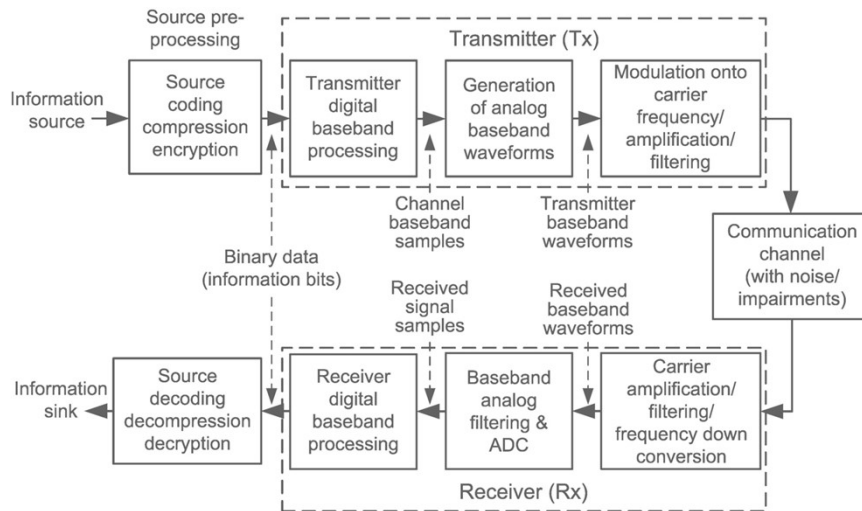 Source pre-
processing
Transmitter (Tx)
Information
source
Source
coding
compression
encryption
Transmitter
digital
baseband
processing
Generation
of analog
baseband
waveforms
Modulation onto
carrier
frequency/
amplification/
filtering
Channel
baseband
samples
Transmitter
baseband
waveforms
Communication
channel
(with noise/
impairments)
Binary data
(information bits)
Received
signal
samples
Received
baseband
waveforms
Information
sink
Source
decoding
decompression
decryption
Receiver
digital
baseband
processing
Baseband
analog
filtering &
ADC
Carrier
amplification/
filtering/
frequency down
conversion
Receiver (Rx)